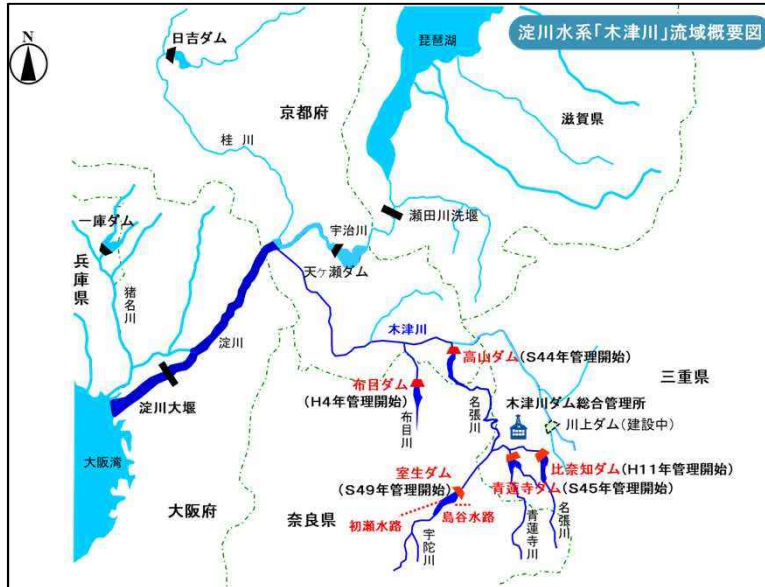 淀川水系「木津川」流域概要図
N
日吉ダム
琵琶湖
京都府
滋賀県
桂川
一庫ダム
宇治川
瀬田川洗堰
天ヶ瀬ダム
兵庫県
猪名川
淀川
木津川
高山ダム(S44年管理開始)
三重県
布目ダム
(H4年管理開始)
布目川
名張川
木津川ダム総合管理所
川上ダム(建設中)
淀川大堰
大阪湾
室生ダム
(S49年管理開始)
比奈知ダム(H11年管理開始)
青蓮寺ダム(S45年管理開始)
大阪府
奈良県
初瀬水路
島谷水路
宇陀川
青蓮寺川
名張川